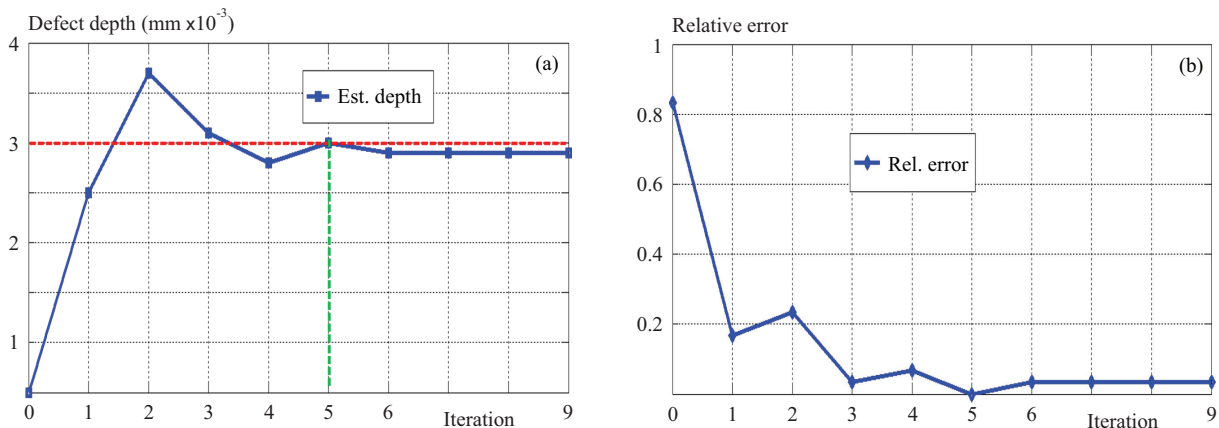 Defect depth (mm x10-3)
4
3
2
1
(a)
Est. depth
0 1 2 3 4 5 6 Iteration 9
Relative error
1
0.8
0.6
0.4
0.2
(b)
Rel. error
0 1 2 3 4 5 6 Iteration 9